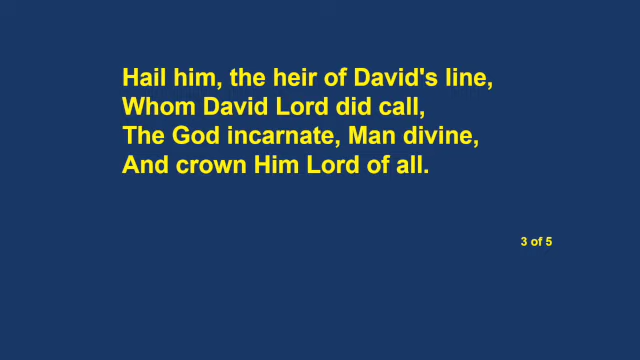 Hail him, the heir of David's line,
Whom David Lord did call,
The God incarnate, Man divine,
And crown Him Lord of all.
3 of 5